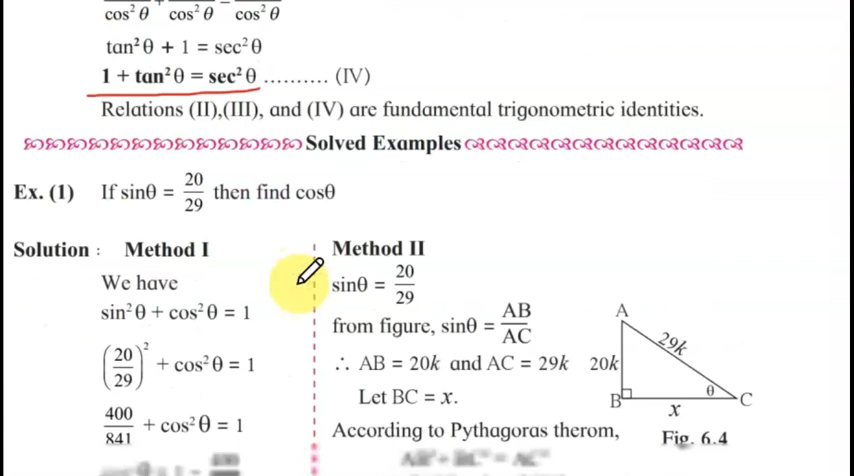 cos²θ + cos²θ = cos²θ
tan²θ + 1 = sec²θ
1 + tan²θ = sec²θ .......... (IV)
Relations (II),(III), and (IV) are fundamental trigonometric identities.
Solved Examples
Ex. (1) If sinθ = 20/29 then find cosθ
Solution : Method I
We have
sin²θ + cos²θ = 1
(20/29)² + cos²θ = 1
400/841 + cos²θ = 1
Method II
sinθ = 20/29
from figure, sinθ = AB/AC
∴ AB = 20k and AC = 29k
Let BC = x.
According to Pythagoras therom,
A
29k
20k
θ
B
C
x
Fig. 6.4